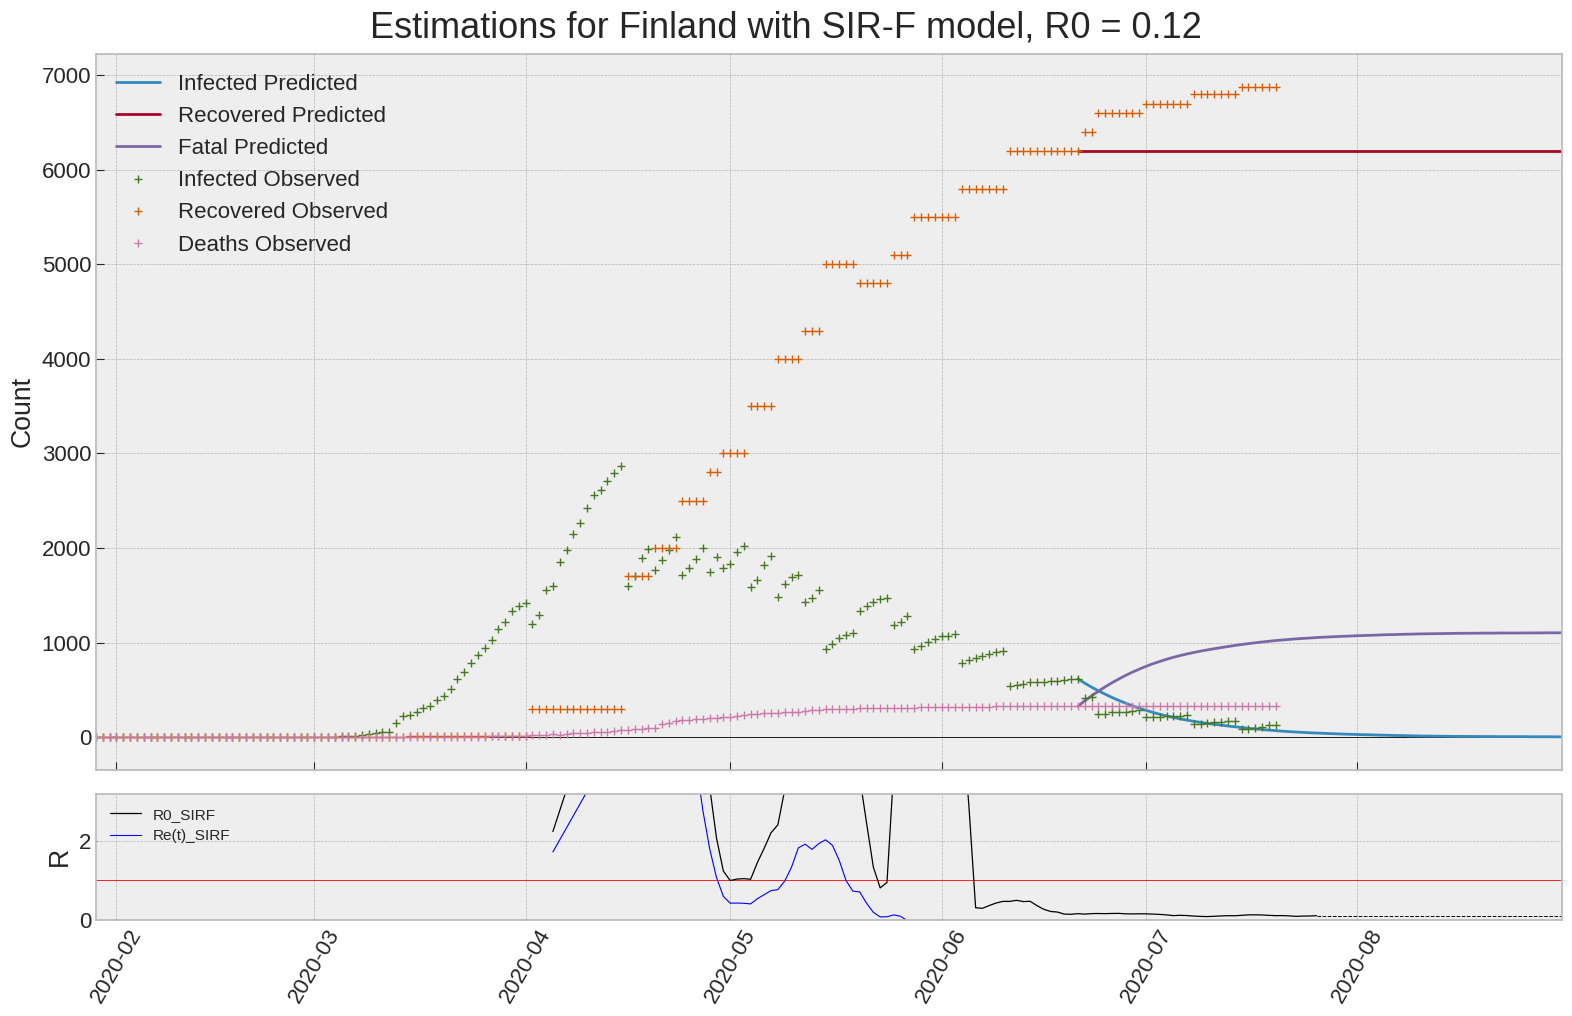 Estimations for Finland with SIR-F model, R0 = 0.12
7000
6000
5000
4000
3000
2000
1000
0
Count
Infected Predicted
Recovered Predicted
Fatal Predicted
Infected Observed
Recovered Observed
Deaths Observed
2
0
R
R0_SIRF
Re(t)_SIRF
2020-02
2020-03
2020-04
2020-05
2020-06
2020-07
2020-08